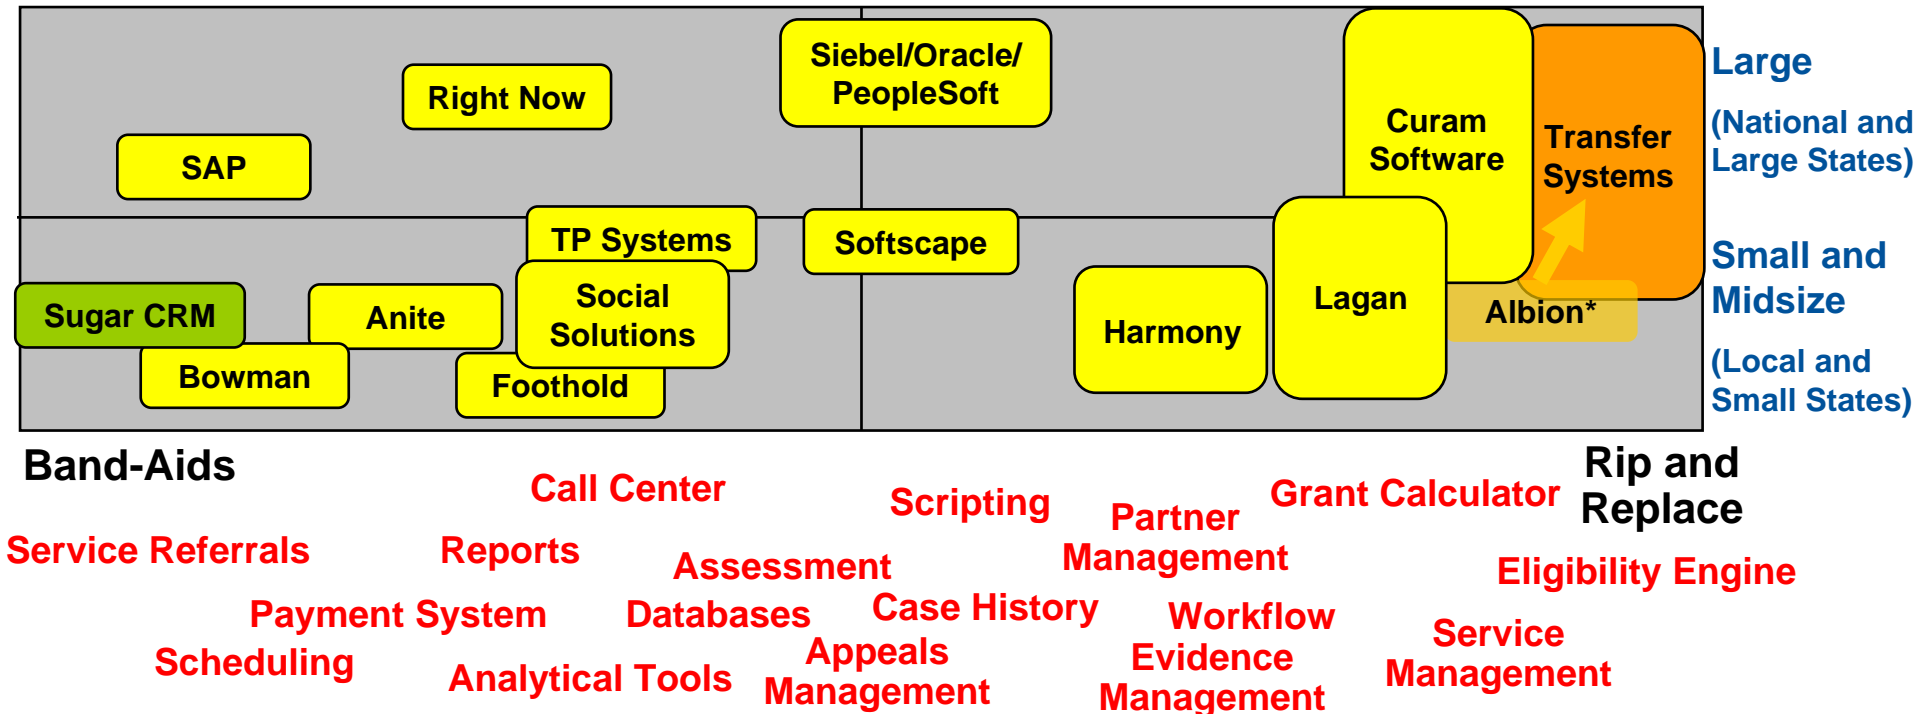 Siebel/Oracle/
PeopleSoft
Right Now
SAP
Curam
Software
Transfer
Systems
Large
(National and
Large States)
TP Systems
Softscape
Sugar CRM
Anite
Social
Solutions
Bowman
Foothold
Harmony
Lagan
Albion*
Small and
Midsize
(Local and
Small States)
Band-Aids
Rip and
Replace
Call Center
Scripting
Grant Calculator
Partner
Management
Service Referrals
Reports
Assessment
Eligibility Engine
Payment System
Databases
Case History
Workflow
Service
Management
Scheduling
Analytical Tools
Appeals
Management
Evidence
Management